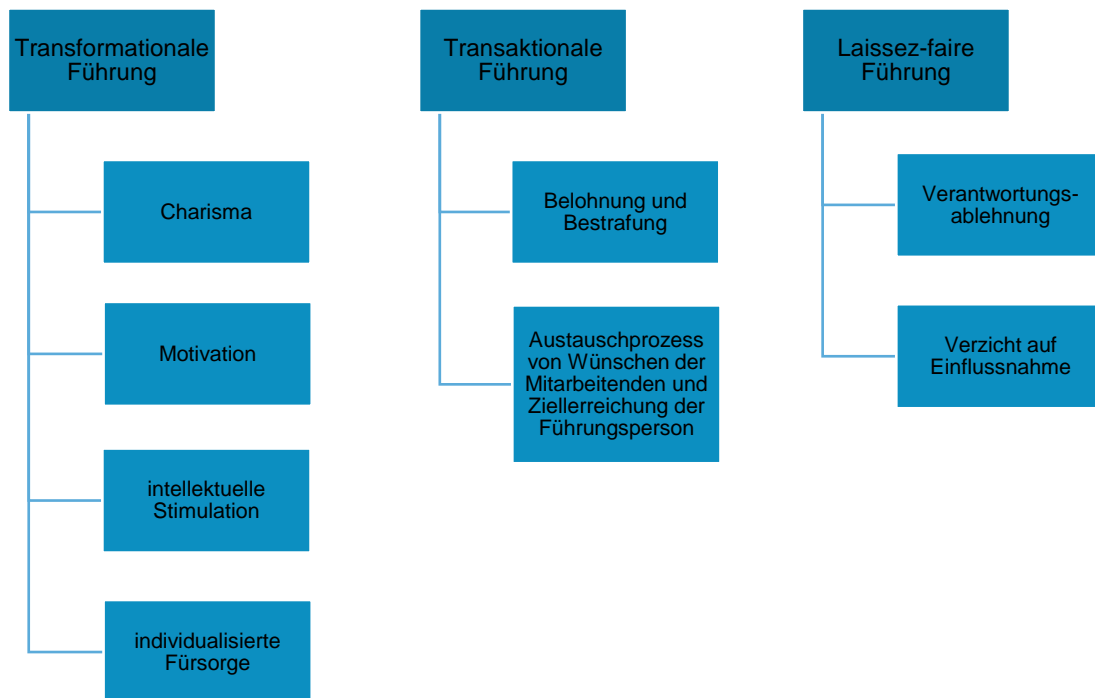 Transformationale
Führung
Charisma
Motivation
intellektuelle
Stimulation
individualisierte
Fürsorge
Transaktionale
Führung
Belohnung und
Bestrafung
Austauschprozess
von Wünschen der
Mitarbeitenden und
Ziellerreichung der
Führungsperson
Laissez-faire
Führung
Verantwortungs-
ablehnung
Verzicht auf
Einflussnahme